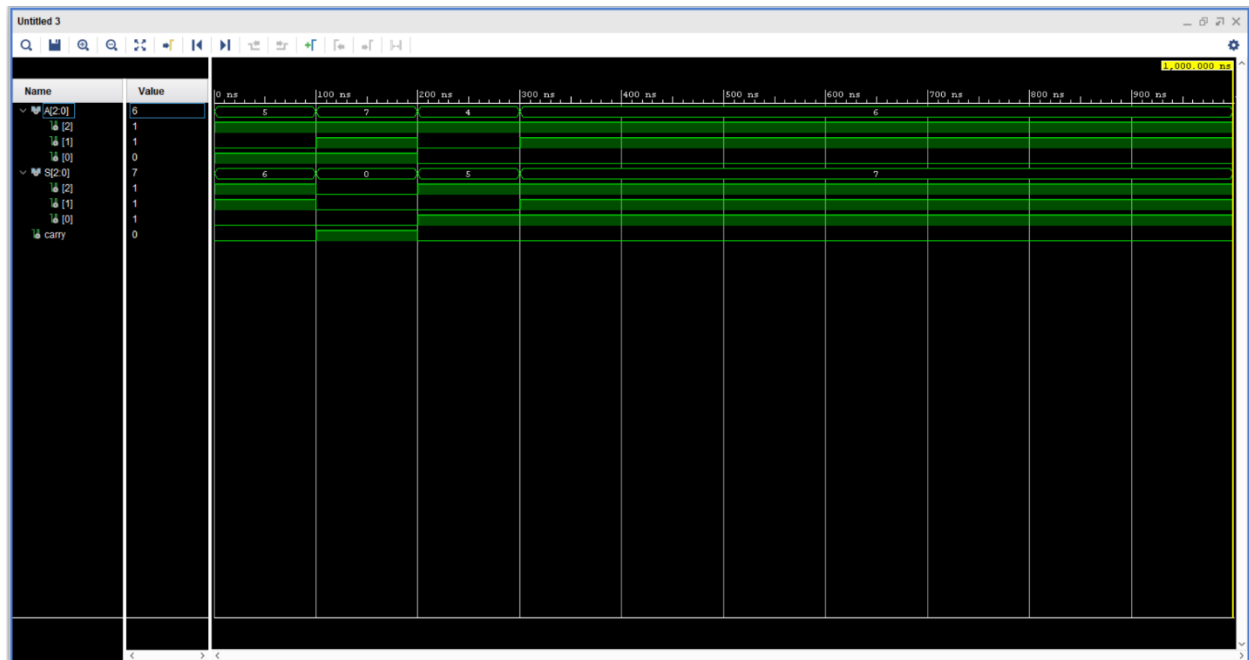 Untitled 3
1,000.000 ns
Name Value
0 ns 100 ns 200 ns 300 ns 400 ns 500 ns 600 ns 700 ns 800 ns 900 ns
A[2:0] 6 5 7 4 6
[2] 1
[1] 1
[0] 0
S[2:0] 7 6 0 5 7
[2] 1
[1] 1
[0] 1
carry 0